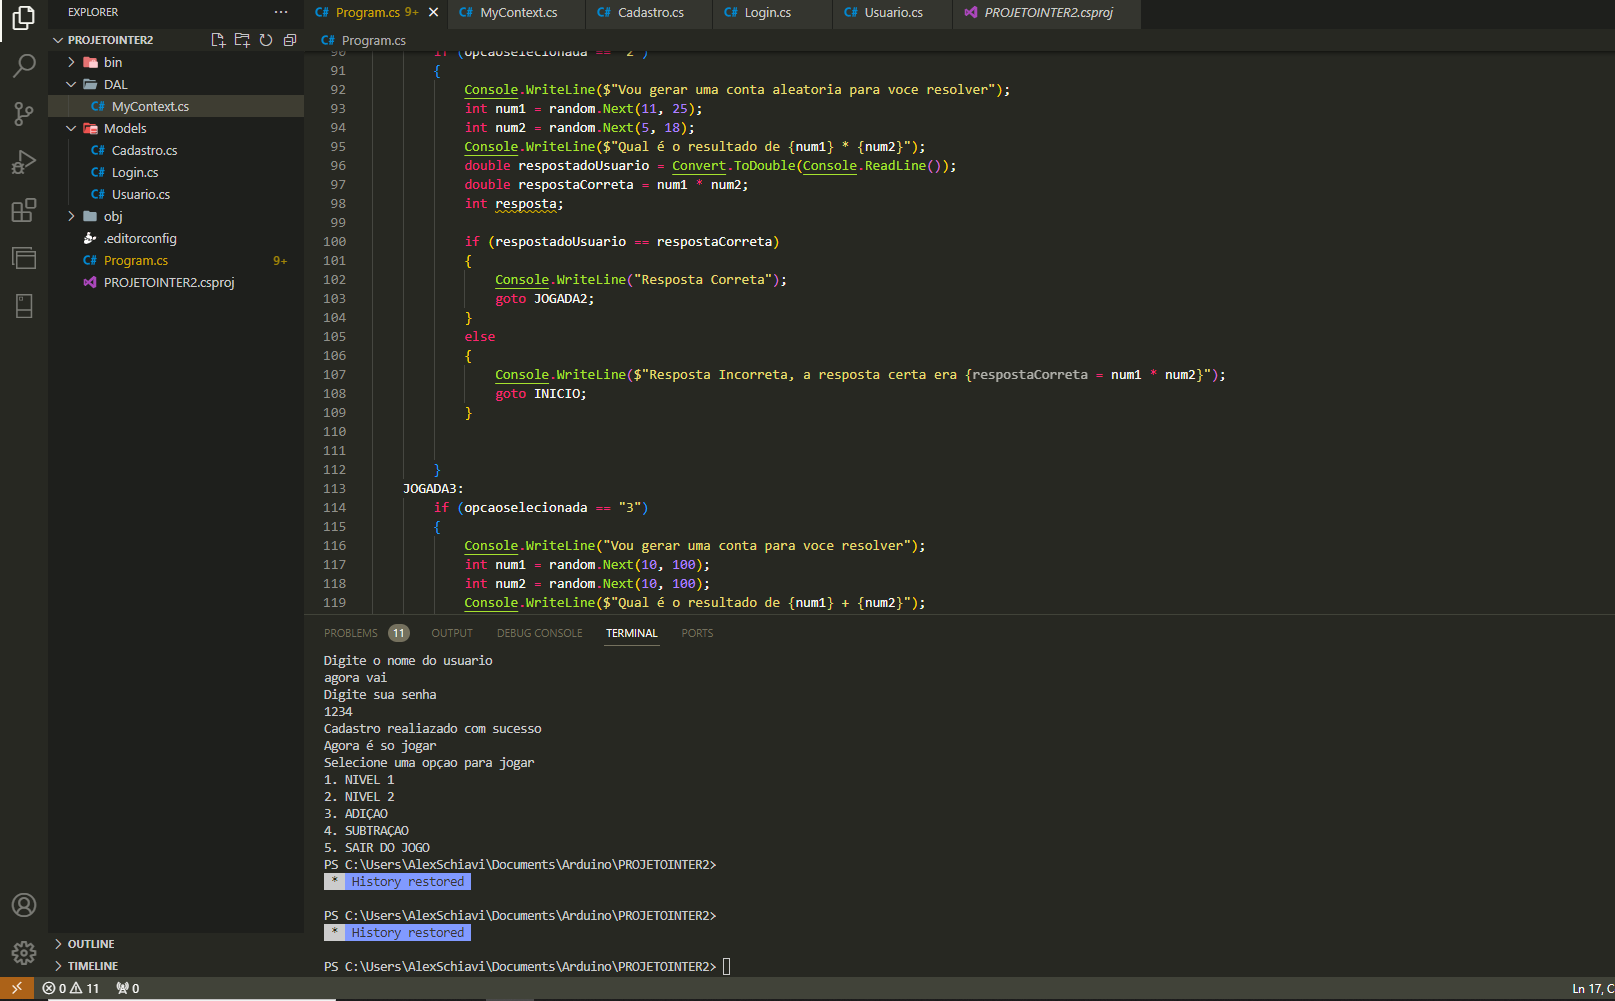 EXPLORER
PROJETOINTER2
bin
DAL
C# MyContext.cs
Models
C# Cadastro.cs
C# Login.cs
C# Usuario.cs
obj
.editorconfig
C# Program.cs 9+
PROJETOINTER2.csproj
OUTLINE
TIMELINE
C# Program.cs 9+
C# MyContext.cs
C# Cadastro.cs
C# Login.cs
C# Usuario.cs
PROJETOINTER2.csproj
C# Program.cs
90 if (opcaoselecionada == "2")
91 {
92 Console.WriteLine($"Vou gerar uma conta aleatoria para voce resolver");
93 int num1 = random.Next(11, 25);
94 int num2 = random.Next(5, 18);
95 Console.WriteLine($"Qual é o resultado de {num1} * {num2}");
96 double respostadoUsuario = Convert.ToDouble(Console.ReadLine());
97 double respostaCorreta = num1 * num2;
98 int resposta;
99
100 if (respostadoUsuario == respostaCorreta)
101 {
102 Console.WriteLine("Resposta Correta");
103 goto JOGADA2;
104 }
105 else
106 {
107 Console.WriteLine($"Resposta Incorreta, a resposta certa era {respostaCorreta = num1 * num2}");
108 goto INICIO;
109 }
110
111
112 }
113 JOGADA3:
114 if (opcaoselecionada == "3")
115 {
116 Console.WriteLine("Vou gerar uma conta para voce resolver");
117 int num1 = random.Next(10, 100);
118 int num2 = random.Next(10, 100);
119 Console.WriteLine($"Qual é o resultado de {num1} + {num2}");
PROBLEMS 11 OUTPUT DEBUG CONSOLE TERMINAL PORTS
Digite o nome do usuario
agora vai
Digite sua senha
1234
Cadastro realiazado com sucesso
Agora é so jogar
Selecione uma opçao para jogar
1. NIVEL 1
2. NIVEL 2
3. ADIÇAO
4. SUBTRAÇAO
5. SAIR DO JOGO
PS C:\Users\AlexSchiavi\Documents\Arduino\PROJETOINTER2>
* History restored
PS C:\Users\AlexSchiavi\Documents\Arduino\PROJETOINTER2>
* History restored
PS C:\Users\AlexSchiavi\Documents\Arduino\PROJETOINTER2>
0 11 0
Ln 17, C